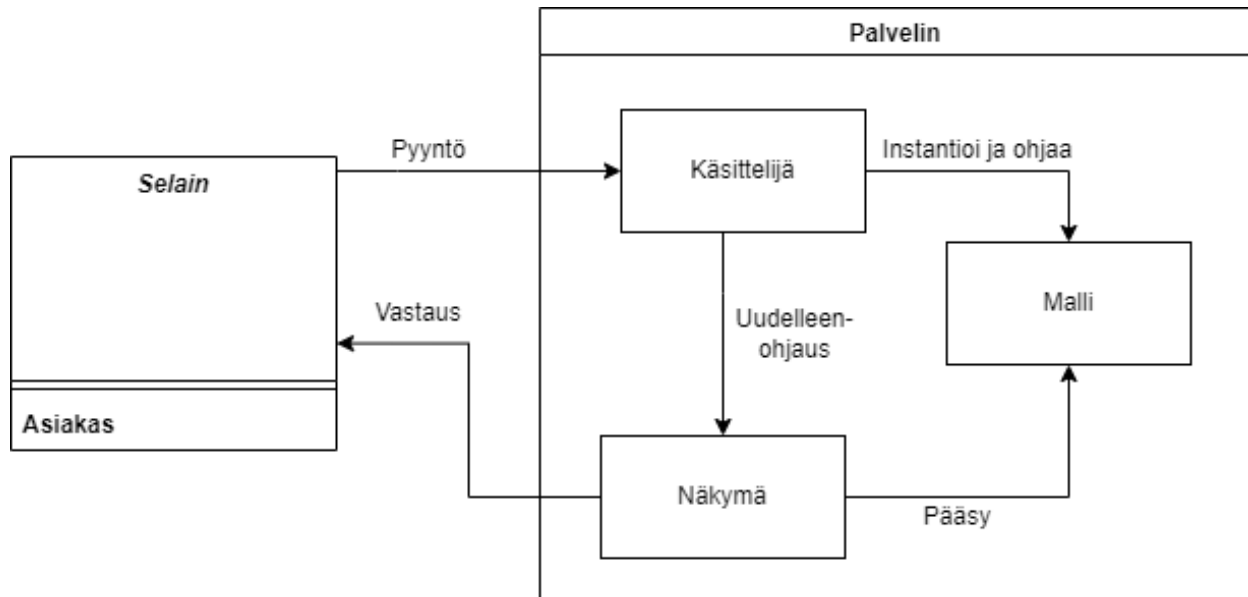 Palvelin
Pyyntö
Käsittelijä
Instantioi ja ohjaa
Selain
Vastaus
Uudelleen-
ohjaus
Malli
Asiakas
Näkymä
Pääsy